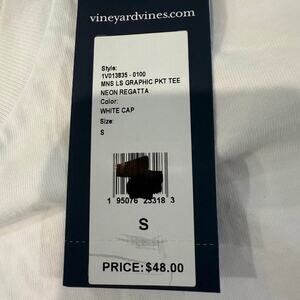 vineyardvines.com
Style:
1V013835 - 0100
MNS LS GRAPHIC PKT TEE
NEON REGATTA
Color:
WHITE CAP
Size:
S
1 95076 23318 3
S
PRICE: $48.00